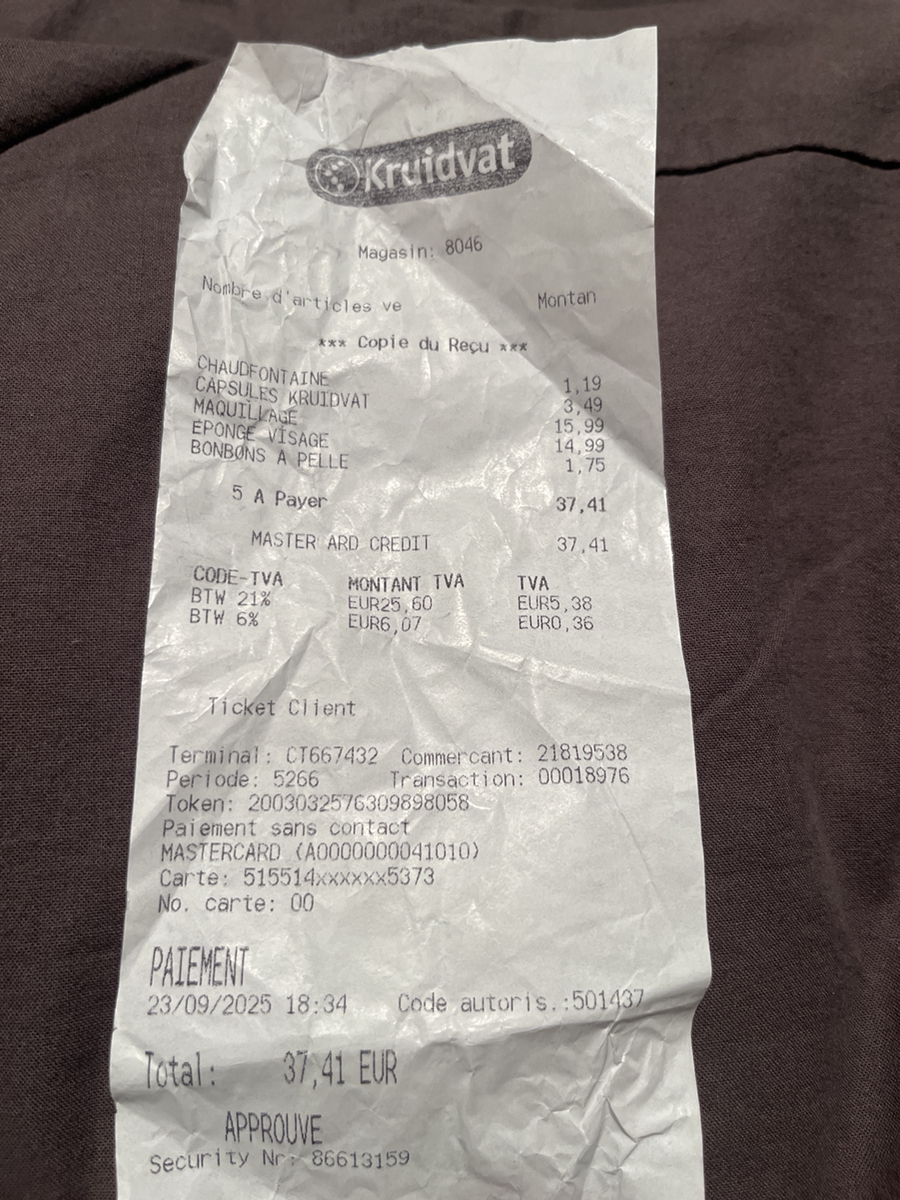 Kruidvat
Magasin: 8046
Nombre d'articles ve Montan
*** Copie du Reçu ***
CHAUDFONTAINE 1,19
CAPSULES KRUIDVAT 3,49
MAQUILLAGE 15,99
EPONGE VISAGE 14,99
BONBONS A PELLE 1,75
5 A Payer 37,41
MASTER ARD CREDIT 37,41
CODE-TVA MONTANT TVA TVA
BTW 21% EUR25,60 EUR5,38
BTW 6% EUR6,07 EUR0,36
Ticket Client
Terminal: CT667432 Commercant: 21819538
Periode: 5266 Transaction: 00018976
Token: 2003032576309898058
Paiement sans contact
MASTERCARD (A0000000041010)
Carte: 515514xxxxxx5373
No. carte: 00
PAIEMENT
23/09/2025 18:34 Code autoris.:501437
Total: 37,41 EUR
APPROUVE
Security Nr: 86613159